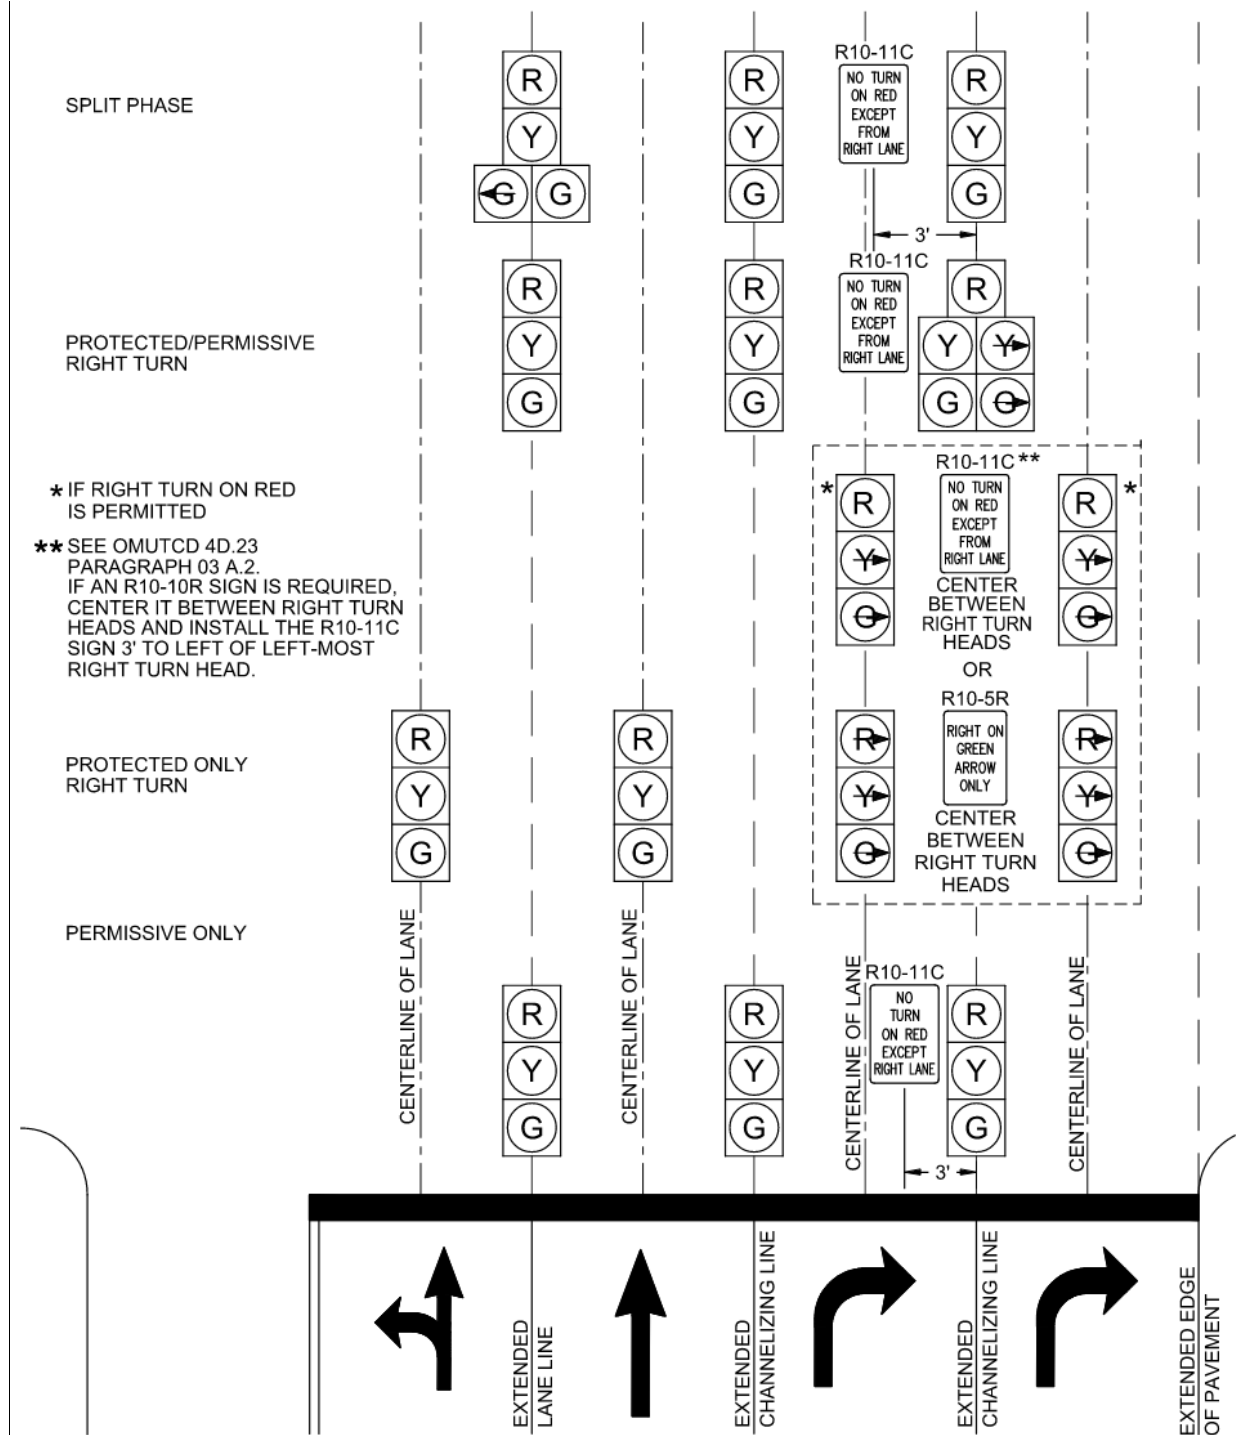 SPLIT PHASE
R
Y
G
G
R
Y
G
R10-11C
NO TURN
ON RED
EXCEPT
FROM
RIGHT LANE
R
Y
G
3'
PROTECTED/PERMISSIVE
RIGHT TURN
R
Y
G
R
Y
G
R10-11C
NO TURN
ON RED
EXCEPT
FROM
RIGHT LANE
R
Y
Y
G
G
* IF RIGHT TURN ON RED
IS PERMITTED
** SEE OMUTCD 4D.23
PARAGRAPH 03 A.2.
IF AN R10-10R SIGN IS REQUIRED,
CENTER IT BETWEEN RIGHT TURN
HEADS AND INSTALL THE R10-11C
SIGN 3' TO LEFT OF LEFT-MOST
RIGHT TURN HEAD.
*
R
Y
G
R10-11C**
NO TURN
ON RED
EXCEPT
FROM
RIGHT LANE
CENTER
BETWEEN
RIGHT TURN
HEADS
R
Y
G
*
OR
PROTECTED ONLY
RIGHT TURN
R
Y
G
R
Y
G
R
Y
G
R10-5R
RIGHT ON
GREEN
ARROW
ONLY
CENTER
BETWEEN
RIGHT TURN
HEADS
R
Y
G
PERMISSIVE ONLY
CENTERLINE OF LANE
R
Y
G
CENTERLINE OF LANE
R
Y
G
CENTERLINE OF LANE
R10-11C
NO
TURN
ON RED
EXCEPT
RIGHT LANE
R
Y
G
CENTERLINE OF LANE
3'
EXTENDED
LANE LINE
EXTENDED
CHANNELIZING LINE
EXTENDED
CHANNELIZING LINE
EXTENDED EDGE
OF PAVEMENT